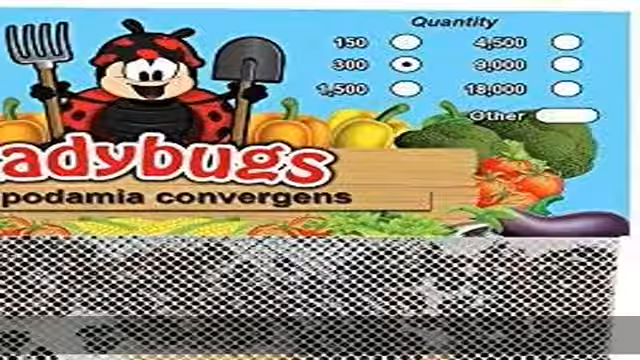 Quantity
150 4,500
300 9,000
1,500 18,000
Other
adybugs
podamia convergens